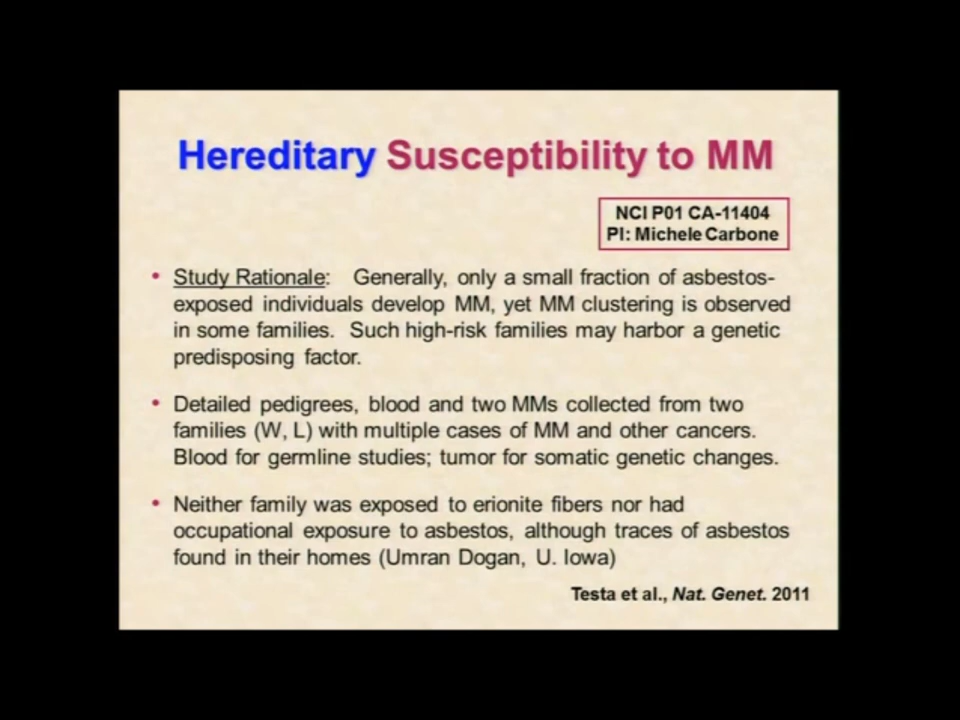 Hereditary Susceptibility to MM
NCI P01 CA-11404
PI: Michele Carbone
• Study Rationale: Generally, only a small fraction of asbestos-
exposed individuals develop MM, yet MM clustering is observed
in some families. Such high-risk families may harbor a genetic
predisposing factor.
• Detailed pedigrees, blood and two MMs collected from two
families (W, L) with multiple cases of MM and other cancers.
Blood for germline studies; tumor for somatic genetic changes.
• Neither family was exposed to erionite fibers nor had
occupational exposure to asbestos, although traces of asbestos
found in their homes (Umran Dogan, U. Iowa)
Testa et al., Nat. Genet. 2011